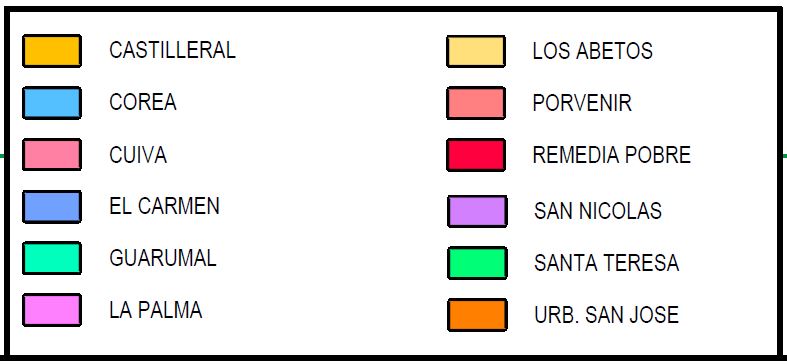 CASTILLERAL
COREA
CUIVA
EL CARMEN
GUARUMAL
LA PALMA
LOS ABETOS
PORVENIR
REMEDIA POBRE
SAN NICOLAS
SANTA TERESA
URB. SAN JOSE